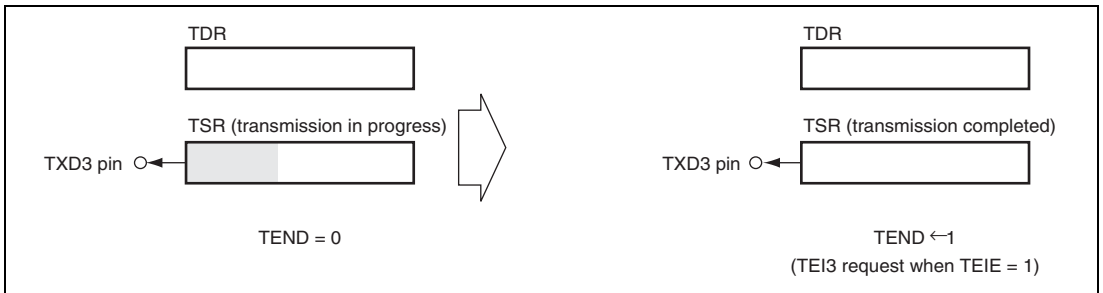 TDR
TSR (transmission in progress)
TXD3 pin
TEND = 0
TDR
TSR (transmission completed)
TXD3 pin
TEND ←1
(TEI3 request when TEIE = 1)